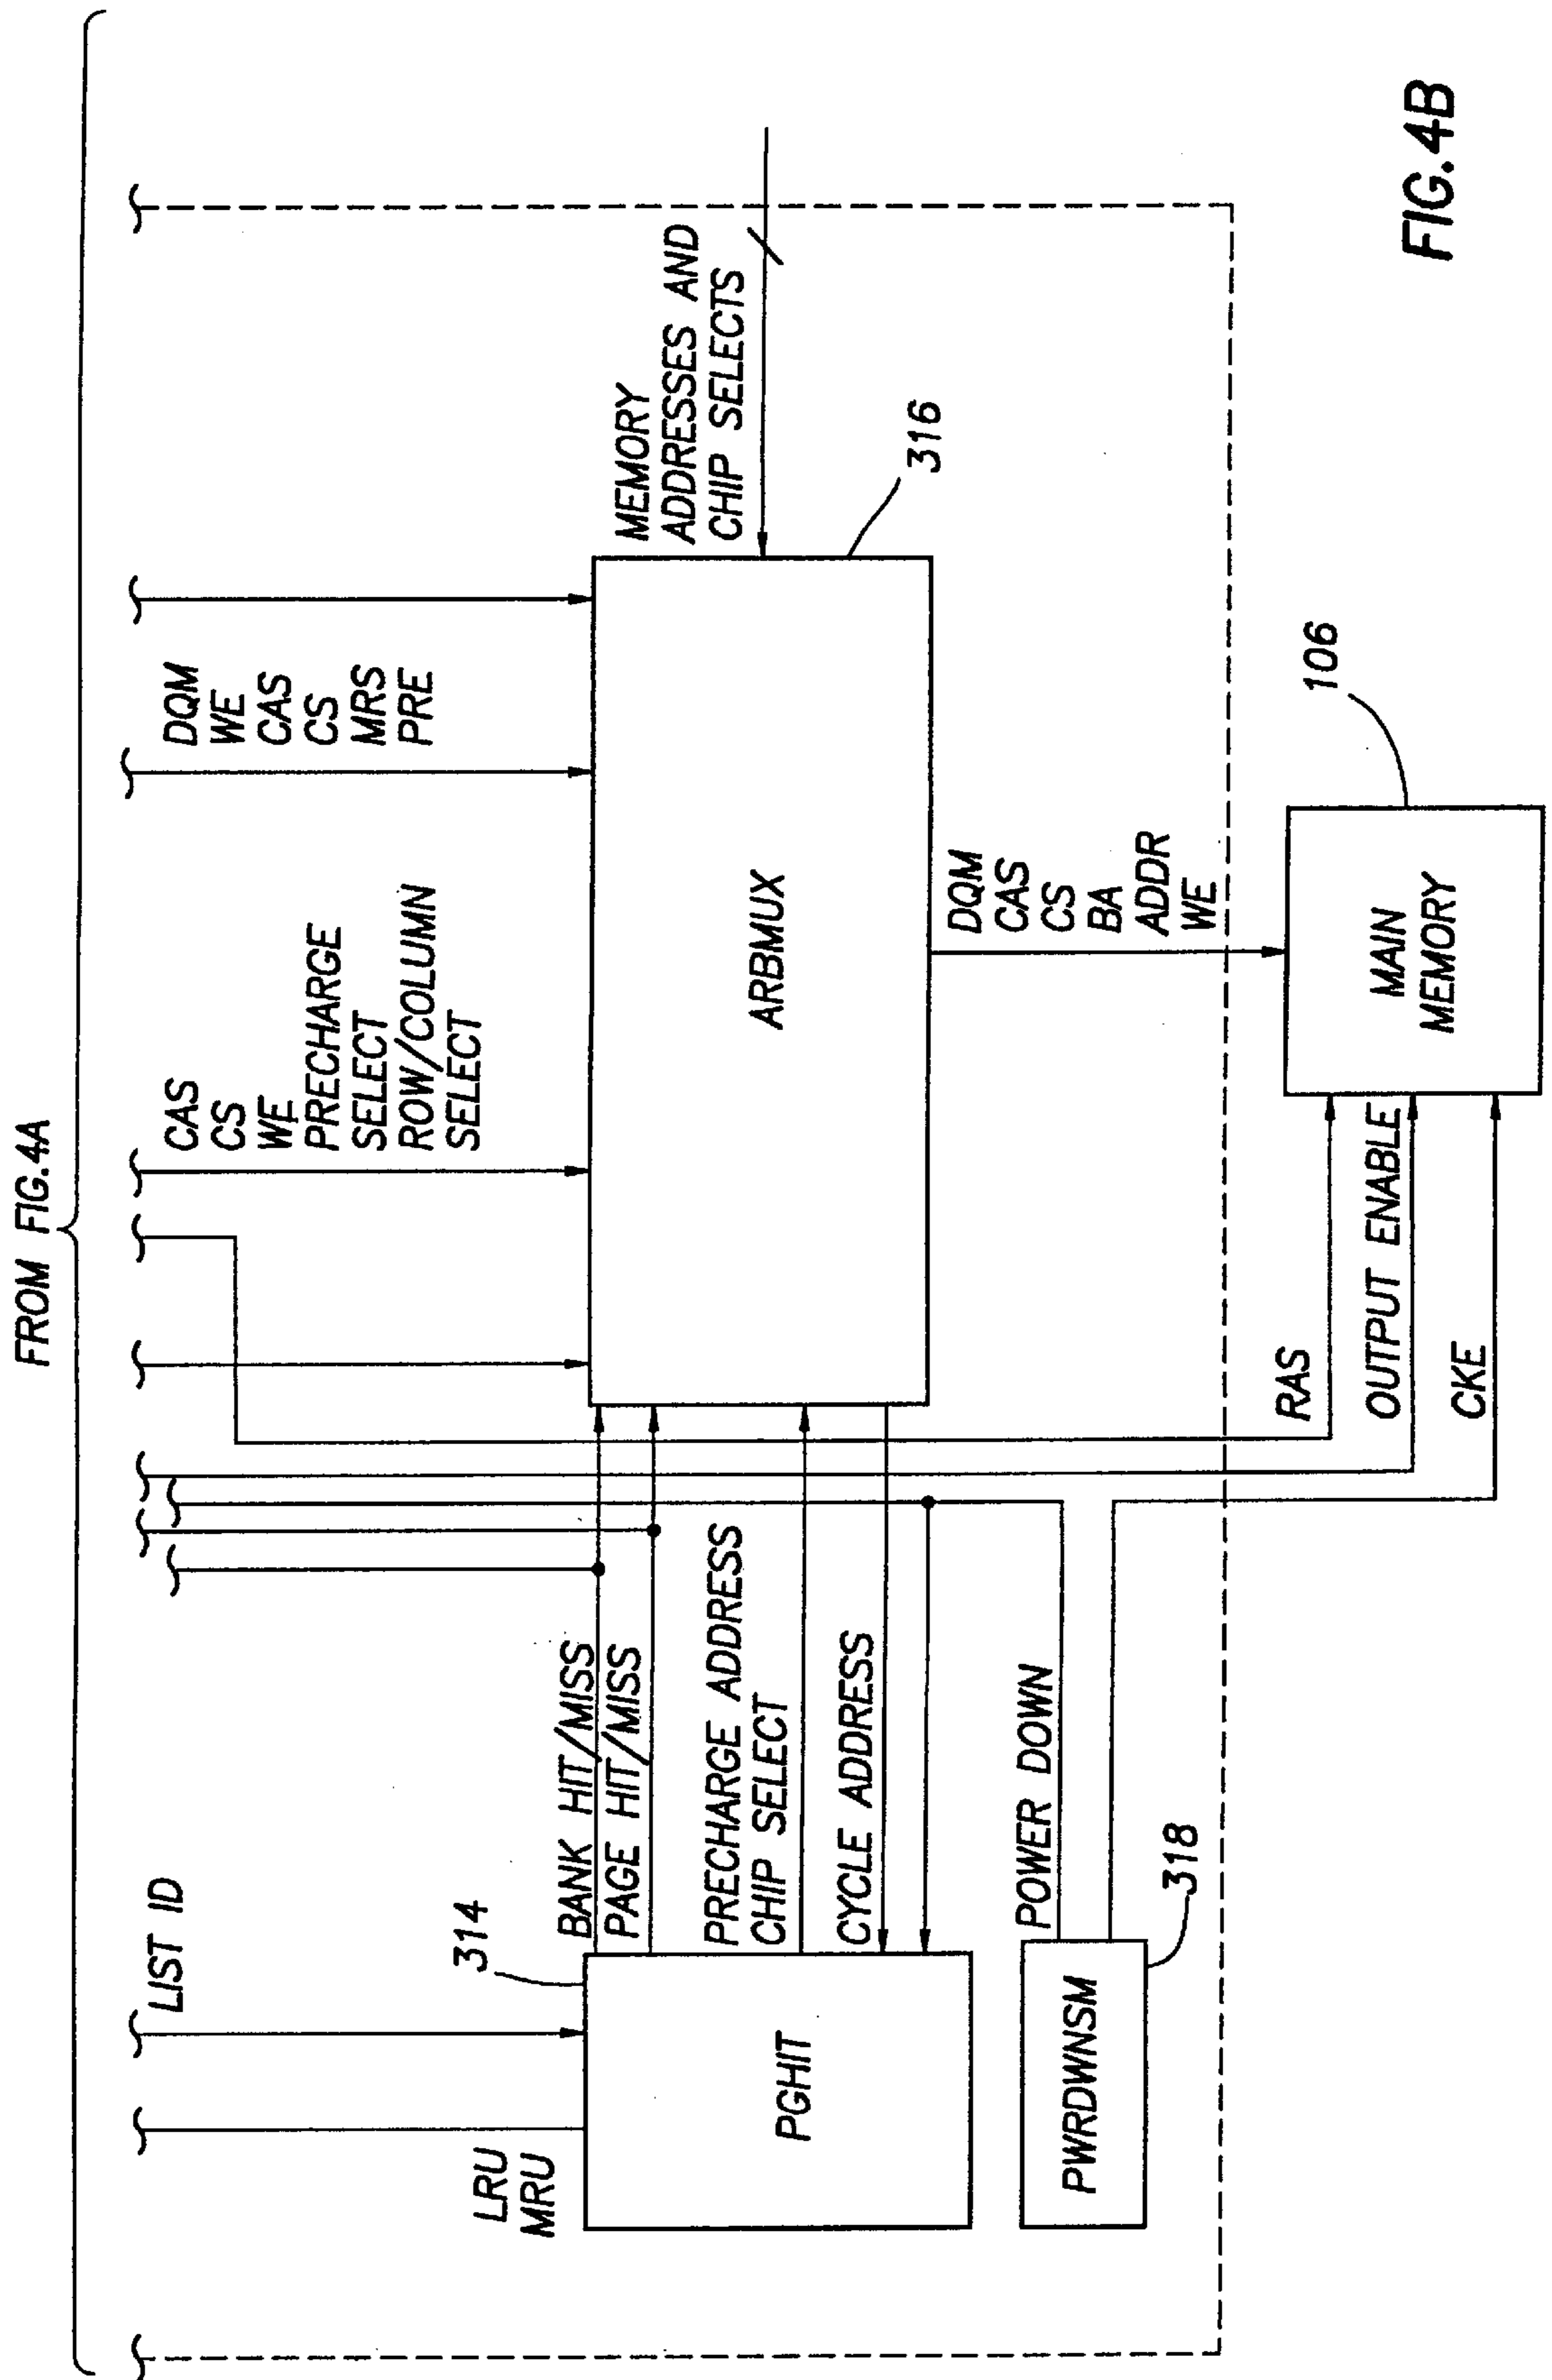 FROM FIG.4A
LIST ID
LRU
MRU
314
PGHIT
BANK HIT/MISS
PAGE HIT/MISS
PRECHARGE ADDRESS
CHIP SELECT
CYCLE ADDRESS
POWER DOWN
PWRDWNSM
318
CAS
CS
WE
PRECHARGE
SELECT
ROW/COLUMN
SELECT
DQM
WE
CAS
CS
MRS
PRE
ARBMUX
MEMORY
ADDRESSES AND
CHIP SELECTS
316
DQM
CAS
CS
BA
ADDR
WE
RAS
OUTPUT ENABLE
CKE
MAIN
MEMORY
106
FIG.4B